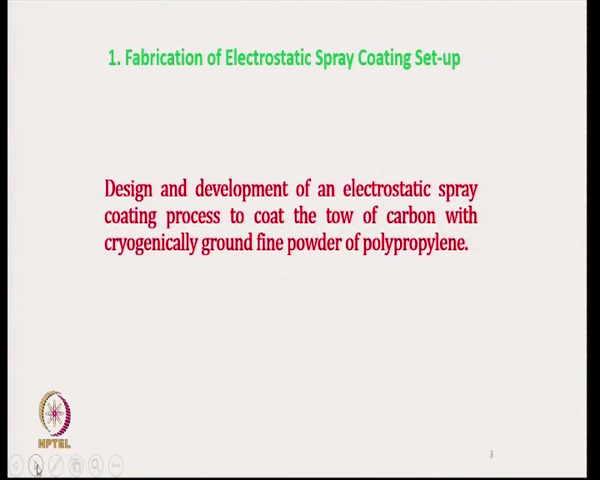 1. Fabrication of Electrostatic Spray Coating Set-up
Design and development of an electrostatic spray
coating process to coat the tow of carbon with
cryogenically ground fine powder of polypropylene.
NPTEL
3